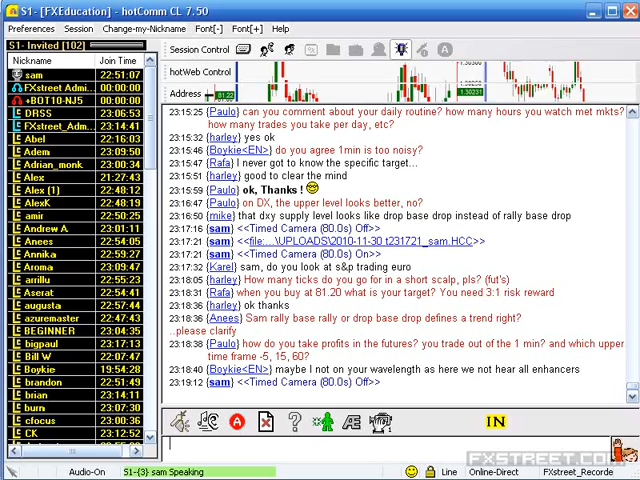 S1- [FXEducation] - hotComm CL 7.50
Preferences Session Change-my-Nickname Font[-] Font[+] Help
S1- Invited [102]
Nickname Join Time
sam 22:51:07
FXstreet Admi... 00:00:00
+BOT10-NJ5 00:00:00
DRSS 23:06:53
FXstreet_Adm... 23:14:41
Abel 22:16:03
Adem 23:09:50
Adrian_monk 23:00:34
Alex 21:27:43
Alex (1) 22:48:12
AlexK 22:48:19
amir 22:50:25
Andrew A 23:01:11
Anees 22:54:05
Annika 22:59:27
Aroma 09:09:47
arrillu 22:55:23
Aserat 22:54:41
augusta 22:57:44
azuremaster 22:47:43
BEGINNER 23:04:35
bigpaul 23:11:32
Bill W 22:07:47
Boykie 19:54:28
brandon 22:51:49
brian 23:13:14
burn 23:07:30
cfocus 23:00:36
CK 23:12:52
Session Control
hotWeb Control
Address 81.22 1.30231
23:15:25 {Paulo} can you comment about your daily routine? how many hours you watch met mkts?
how many trades you take per day, etc?
23:15:32 {harley} yes ok
23:15:46 {Boykie<EN>} do you agree 1min is too noisy?
23:15:47 {Rafa} I never got to know the specific target...
23:15:51 {harley} good to clear the mind
23:15:59 {Paulo} ok, Thanks !
23:16:47 {Paulo} on DX, the upper level looks better, no?
23:16:50 {mike} that dxy supply level looks like drop base drop instead of rally base drop
23:17:16 {sam} <<Timed Camera (80.0s) Off>>
23:17:21 {sam} <<file:...\UPLOADS\2010-11-30 t231721_sam.HCC>>
23:17:21 {sam} <<Timed Camera (80.0s) On>>
23:17:32 {Karel} sam, do you look at s&p trading euro
23:18:05 {harley} How many ticks do you go for in a short scalp, pls? (fut's)
23:18:31 {Rafa} when you buy at 81.20 what is your target? You need 3:1 risk reward
23:18:36 {harley} ok thanks
23:18:36 {Anees} Sam rally base rally or drop base drop defines a trend right?
..please clarify
23:18:38 {Paulo} how do you take profits in the futures? you trade out of the 1 min? and which upper
time frame -5, 15, 60?
23:18:40 {Boykie<EN>} maybe I not on your wavelength as here we not hear all enhancers
23:19:12 {sam} <<Timed Camera (80.0s) Off>>
IN
Audio-On S1-{3} sam Speaking Line Online-Direct FXstreet_Recorde
FXSTREET.COM